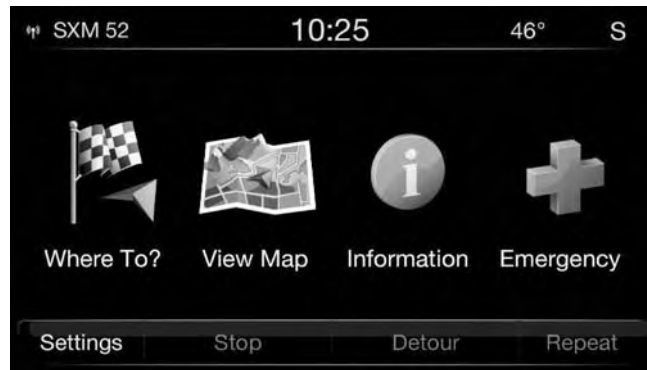 SXM 52 10:25 46° S
Where To? View Map Information Emergency
Settings Stop Detour Repeat